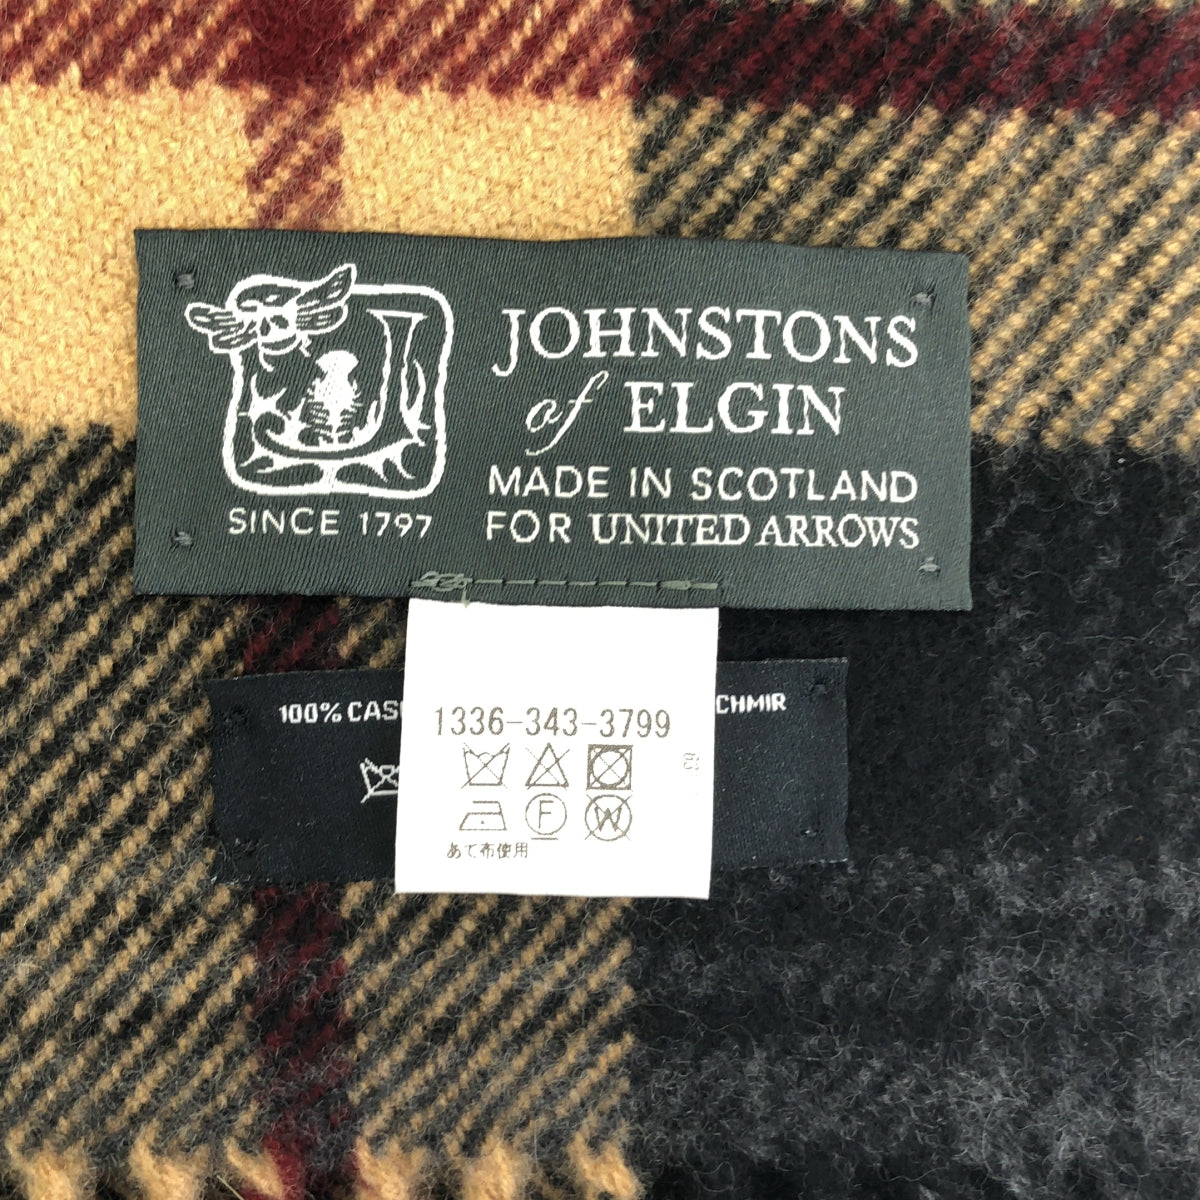 JOHNSTONS
of ELGIN
MADE IN SCOTLAND
FOR UNITED ARROWS
SINCE 1797
100% CAS
CHMIR
1336-343-3799
F
W
あて布使用